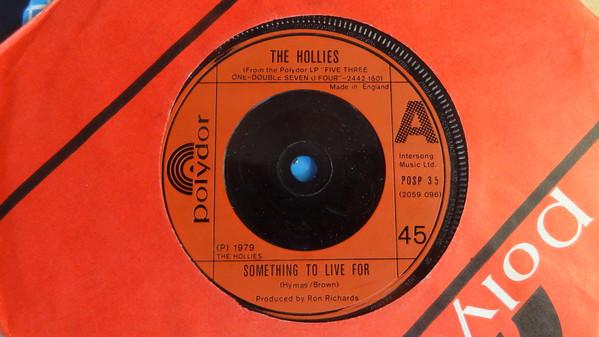 THE HOLLIES
(From the Polydor LP "FIVE THREE
ONE-DOUBLE SEVEN O FOUR"-2442 160)
Made in England
A
Intersong
Music Ltd.
POSP 35
(2059 096)
45
polydor
(P) 1979
THE HOLLIES
SOMETHING TO LIVE FOR
(Hymas/Brown)
Produced by Ron Richards
poly